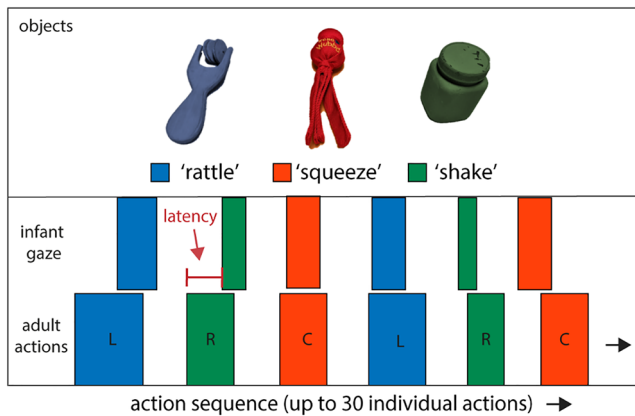 objects
'rattle' 'squeeze' 'shake'
infant
gaze
latency
adult
actions
L R C L R C
action sequence (up to 30 individual actions)